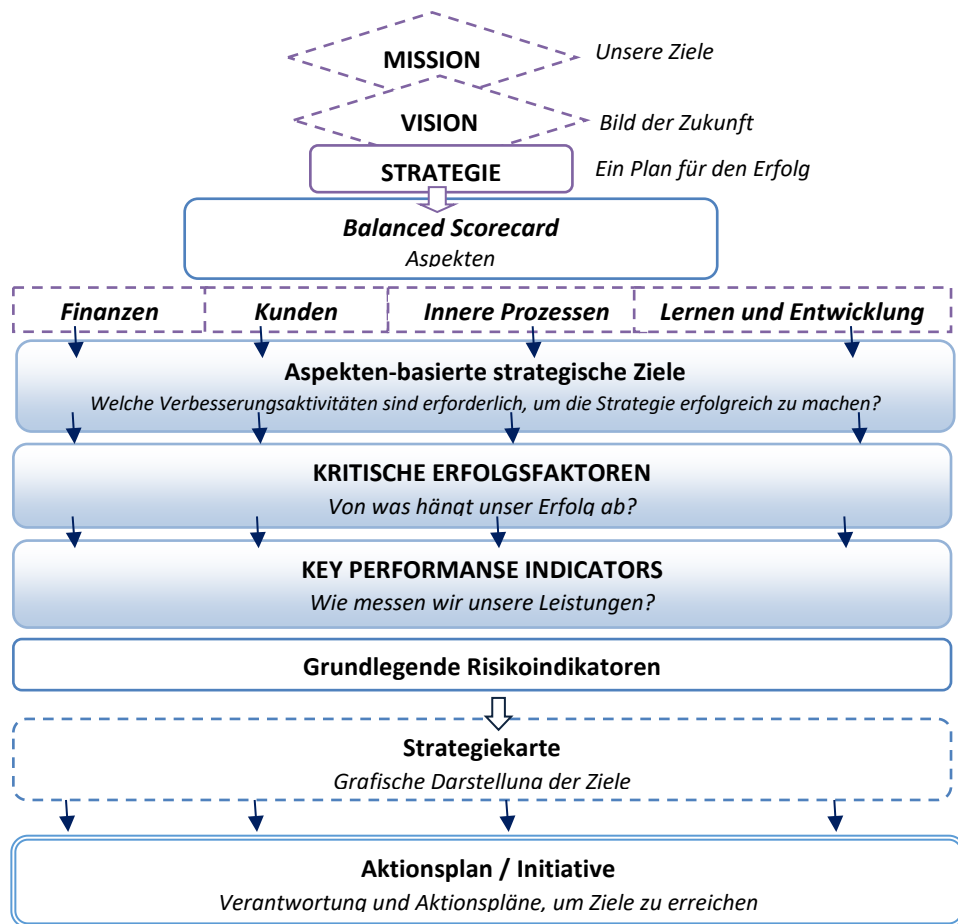 MISSION
Unsere Ziele
VISION
Bild der Zukunft
STRATEGIE
Ein Plan für den Erfolg
Balanced Scorecard
Aspekten
Finanzen
Kunden
Innere Prozessen
Lernen und Entwicklung
Aspekten-basierte strategische Ziele
Welche Verbesserungsaktivitäten sind erforderlich, um die Strategie erfolgreich zu machen?
KRITISCHE ERFOLGSFAKTOREN
Von was hängt unser Erfolg ab?
KEY PERFORMANSE INDICATORS
Wie messen wir unsere Leistungen?
Grundlegende Risikoindikatoren
Strategiekarte
Grafische Darstellung der Ziele
Aktionsplan / Initiative
Verantwortung und Aktionspläne, um Ziele zu erreichen